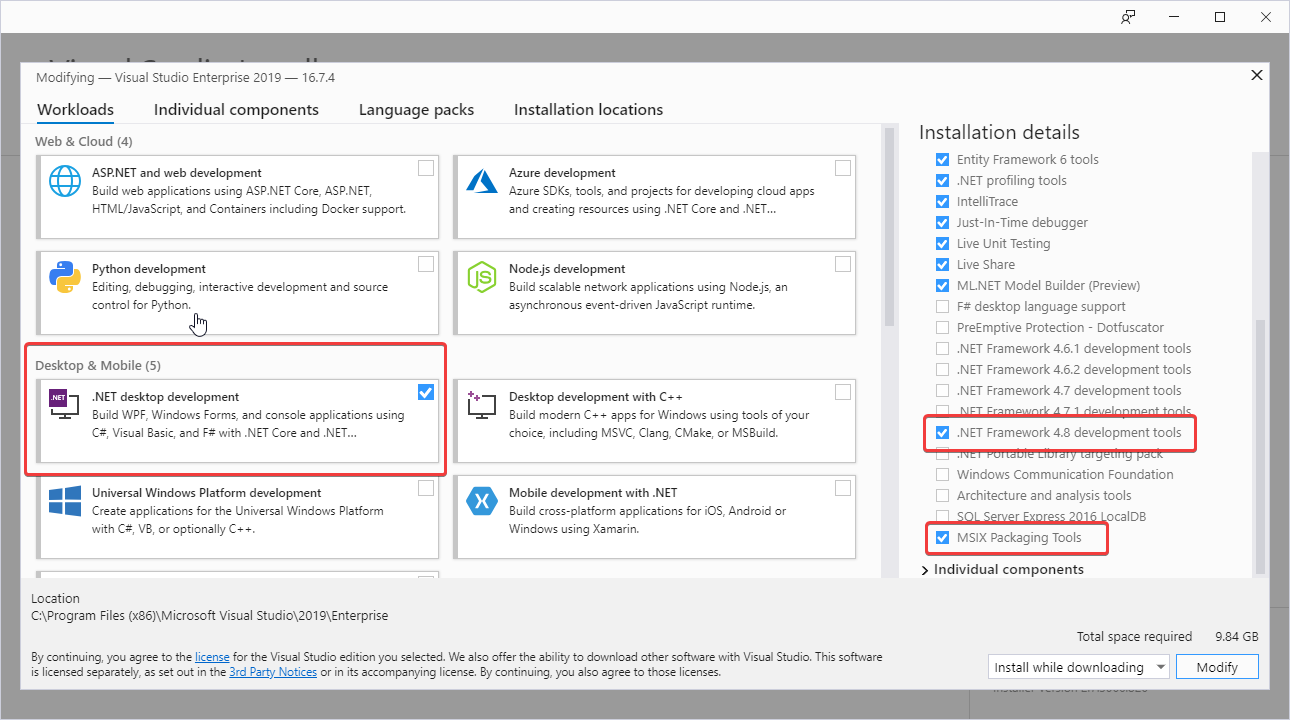 Modifying — Visual Studio Enterprise 2019 — 16.7.4
Workloads
Individual components
Language packs
Installation locations
Web & Cloud (4)
ASP.NET and web development
Build web applications using ASP.NET Core, ASP.NET,
HTML/JavaScript, and Containers including Docker support.
Azure development
Azure SDKs, tools, and projects for developing cloud apps
and creating resources using .NET Core and .NET...
Python development
Editing, debugging, interactive development and source
control for Python.
Node.js development
Build scalable network applications using Node.js, an
asynchronous event-driven JavaScript runtime.
Desktop & Mobile (5)
.NET
.NET desktop development
Build WPF, Windows Forms, and console applications using
C#, Visual Basic, and F# with .NET Core and .NET...
Desktop development with C++
Build modern C++ apps for Windows using tools of your
choice, including MSVC, Clang, CMake, or MSBuild.
Universal Windows Platform development
Create applications for the Universal Windows Platform
with C#, VB, or optionally C++.
Mobile development with .NET
Build cross-platform applications for iOS, Android or
Windows using Xamarin.
Installation details
Entity Framework 6 tools
.NET profiling tools
IntelliTrace
Just-In-Time debugger
Live Unit Testing
Live Share
ML.NET Model Builder (Preview)
F# desktop language support
PreEmptive Protection - Dotfuscator
.NET Framework 4.6.1 development tools
.NET Framework 4.6.2 development tools
.NET Framework 4.7 development tools
.NET Framework 4.7.1 development tools
.NET Framework 4.8 development tools
.NET Portable Library targeting pack
Windows Communication Foundation
Architecture and analysis tools
SQL Server Express 2016 LocalDB
MSIX Packaging Tools
Individual components
Location
C:\Program Files (x86)\Microsoft Visual Studio\2019\Enterprise
Total space required 9.84 GB
By continuing, you agree to the license for the Visual Studio edition you selected. We also offer the ability to download other software with Visual Studio. This software
is licensed separately, as set out in the 3rd Party Notices or in its accompanying license. By continuing, you also agree to those licenses.
Install while downloading
Modify